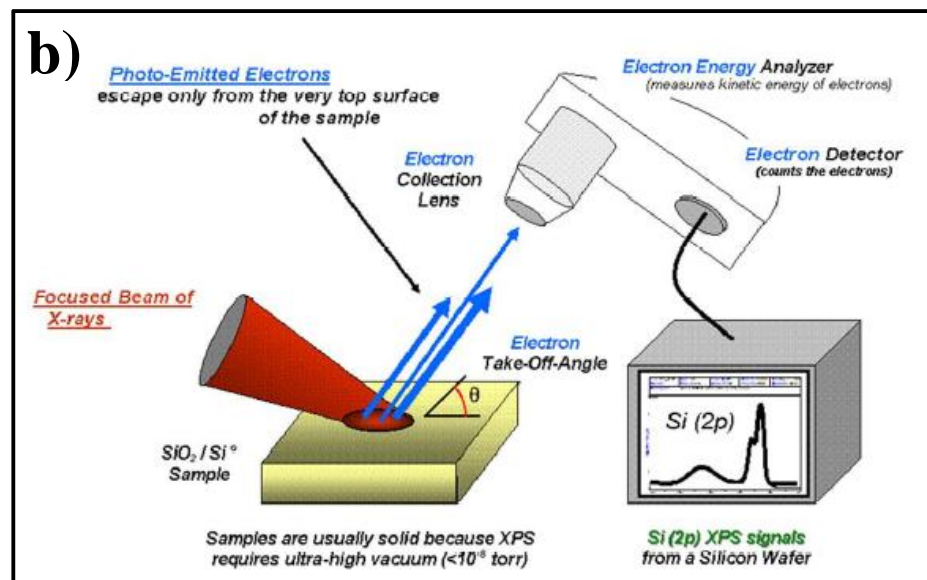 b)
Photo-Emitted Electrons
escape only from the very top surface
of the sample
Electron Energy Analyzer
(measures kinetic energy of electrons)
Electron Detector
(counts the electrons)
Electron
Collection
Lens
Focused Beam of
X-rays
Electron
Take-Off-Angle
θ
Si (2p)
SiO₂ / Si°
Sample
Samples are usually solid because XPS
requires ultra-high vacuum (<10⁻⁸ torr)
Si (2p) XPS signals
from a Silicon Wafer